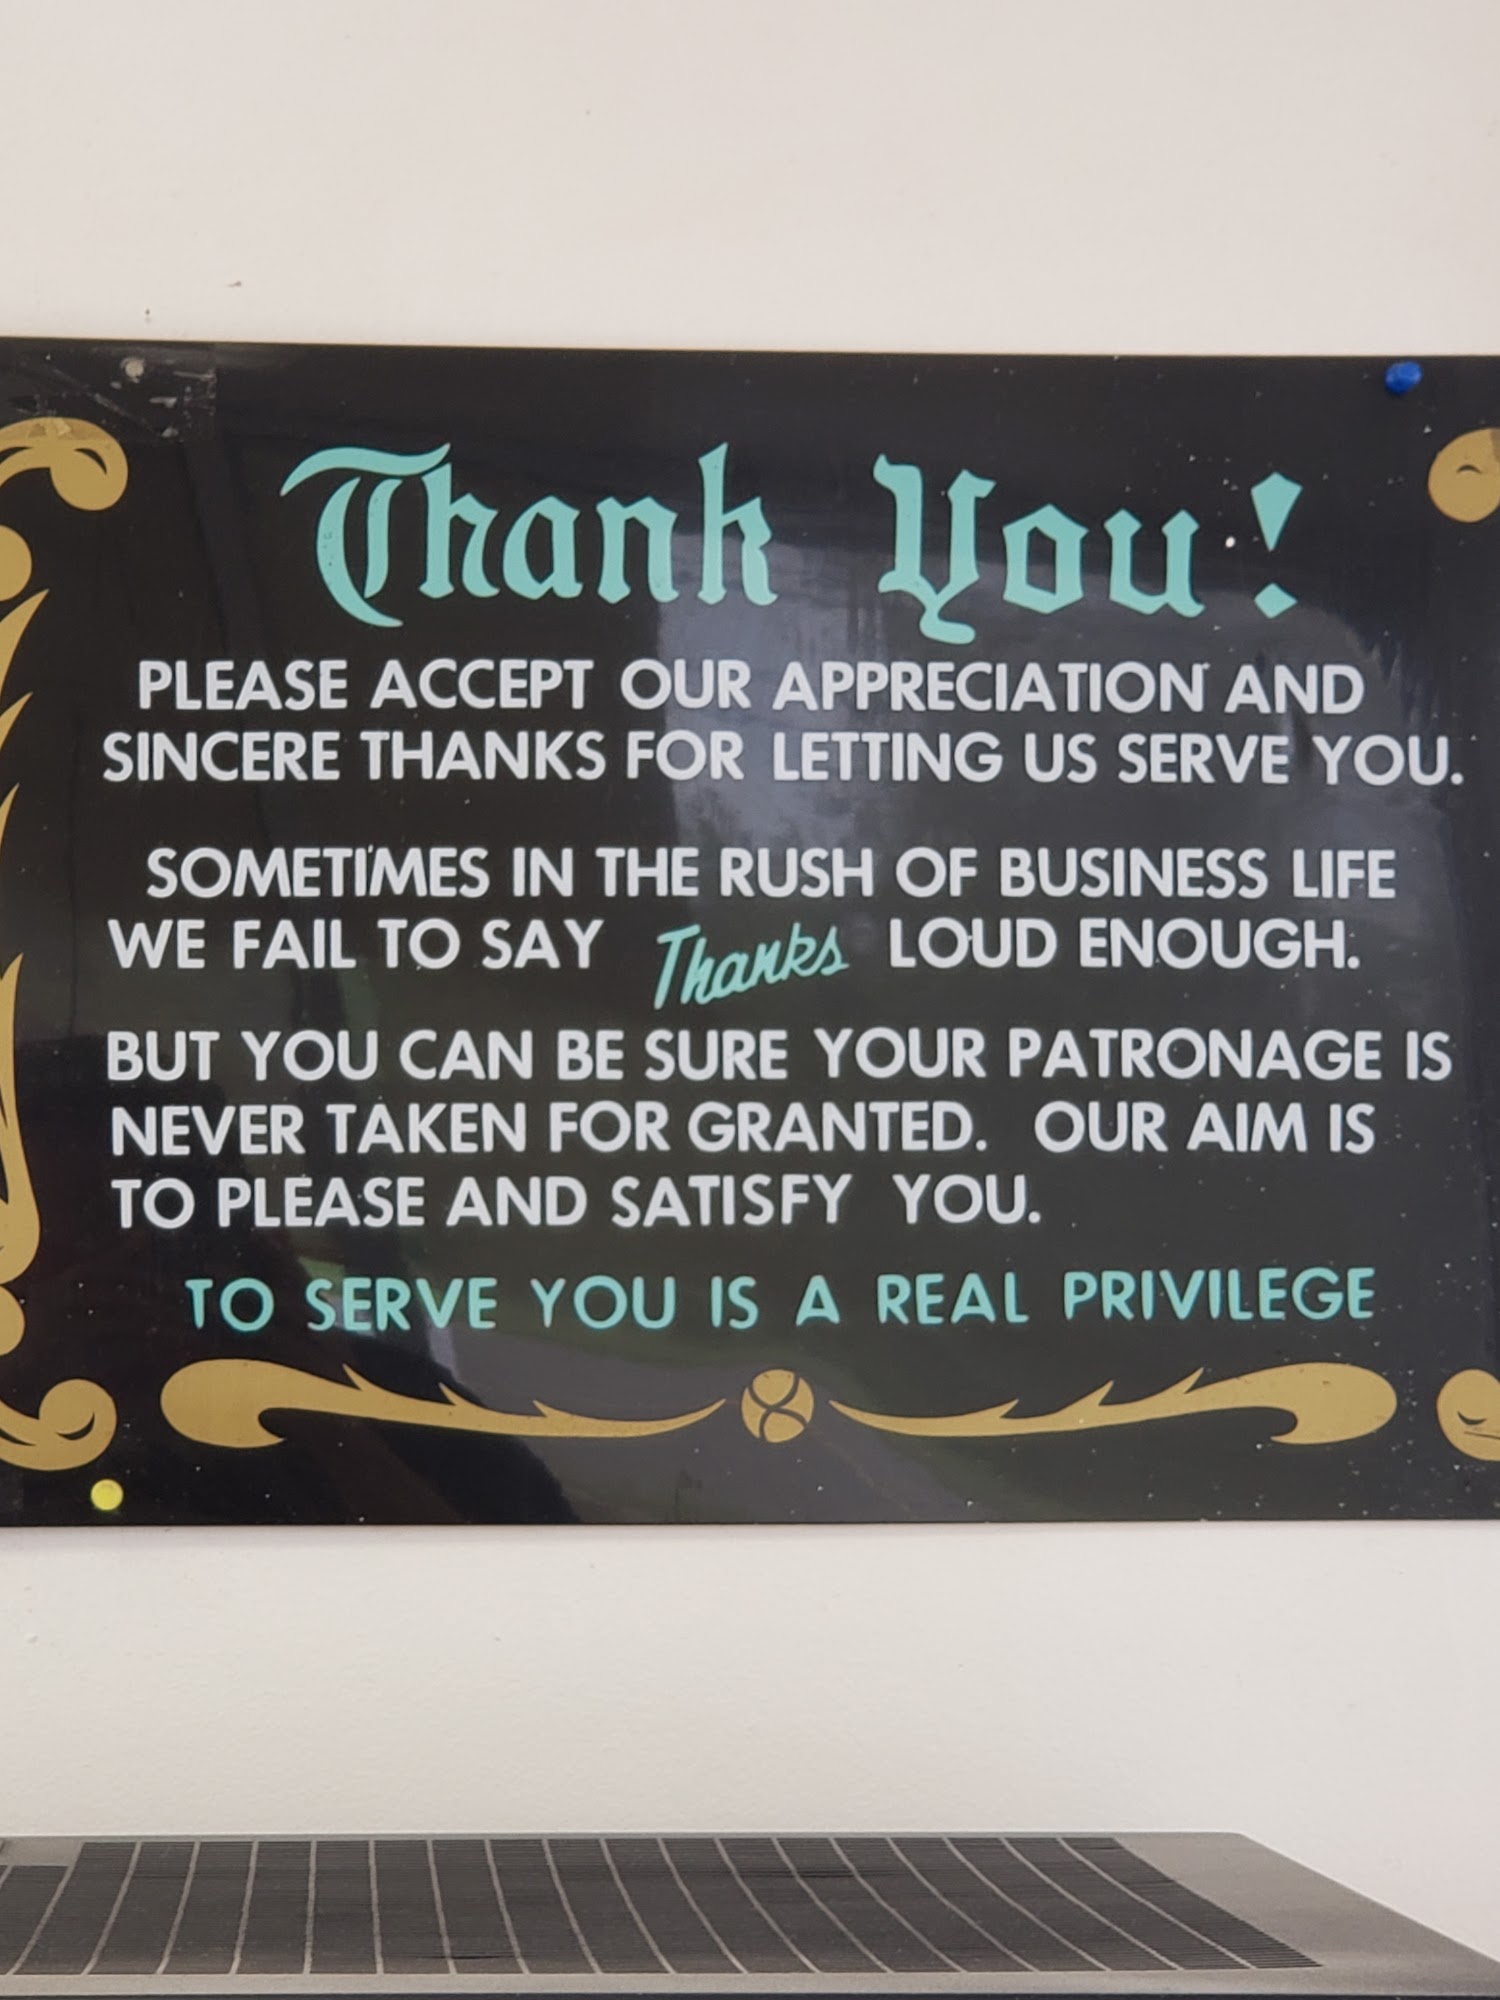 Thank You!
PLEASE ACCEPT OUR APPRECIATION AND
SINCERE THANKS FOR LETTING US SERVE YOU.
SOMETIMES IN THE RUSH OF BUSINESS LIFE
WE FAIL TO SAY Thanks LOUD ENOUGH.
BUT YOU CAN BE SURE YOUR PATRONAGE IS
NEVER TAKEN FOR GRANTED. OUR AIM IS
TO PLEASE AND SATISFY YOU.
TO SERVE YOU IS A REAL PRIVILEGE